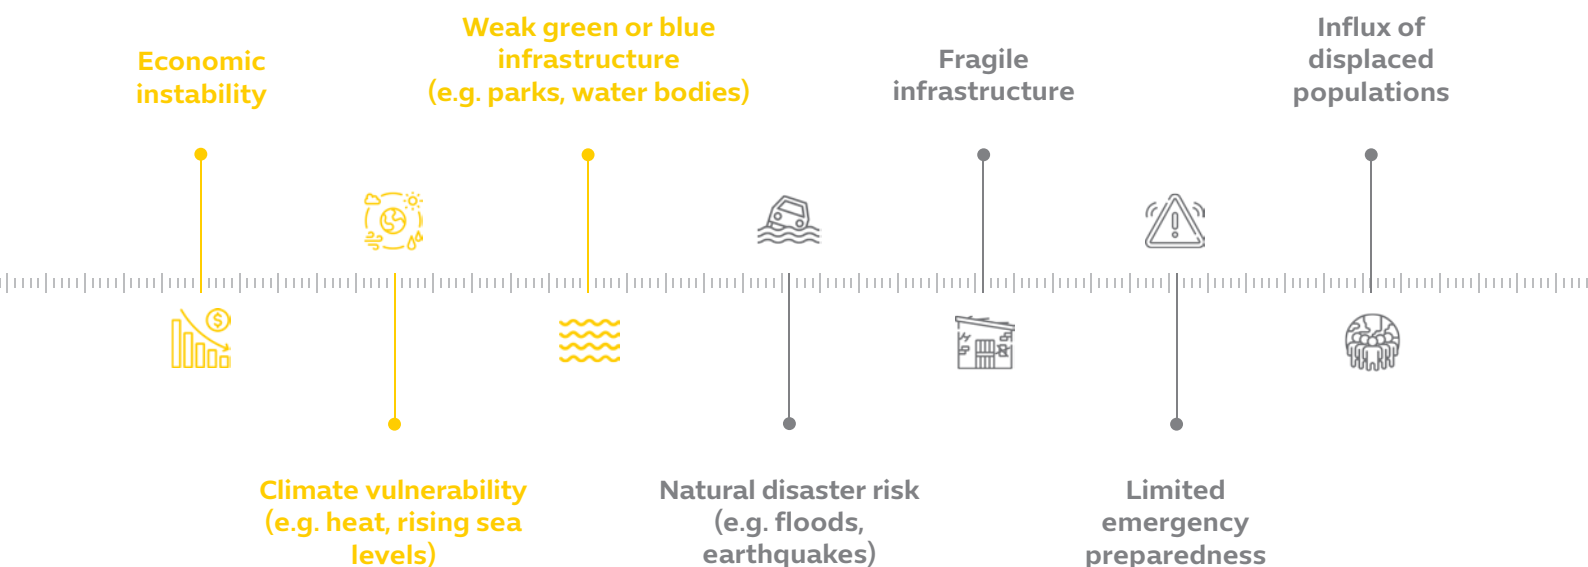 Economic
instability
Weak green or blue
infrastructure
(e.g. parks, water bodies)
Fragile
infrastructure
Influx of
displaced
populations
Climate vulnerability
(e.g. heat, rising sea
levels)
Natural disaster risk
(e.g. floods,
earthquakes)
Limited
emergency
preparedness